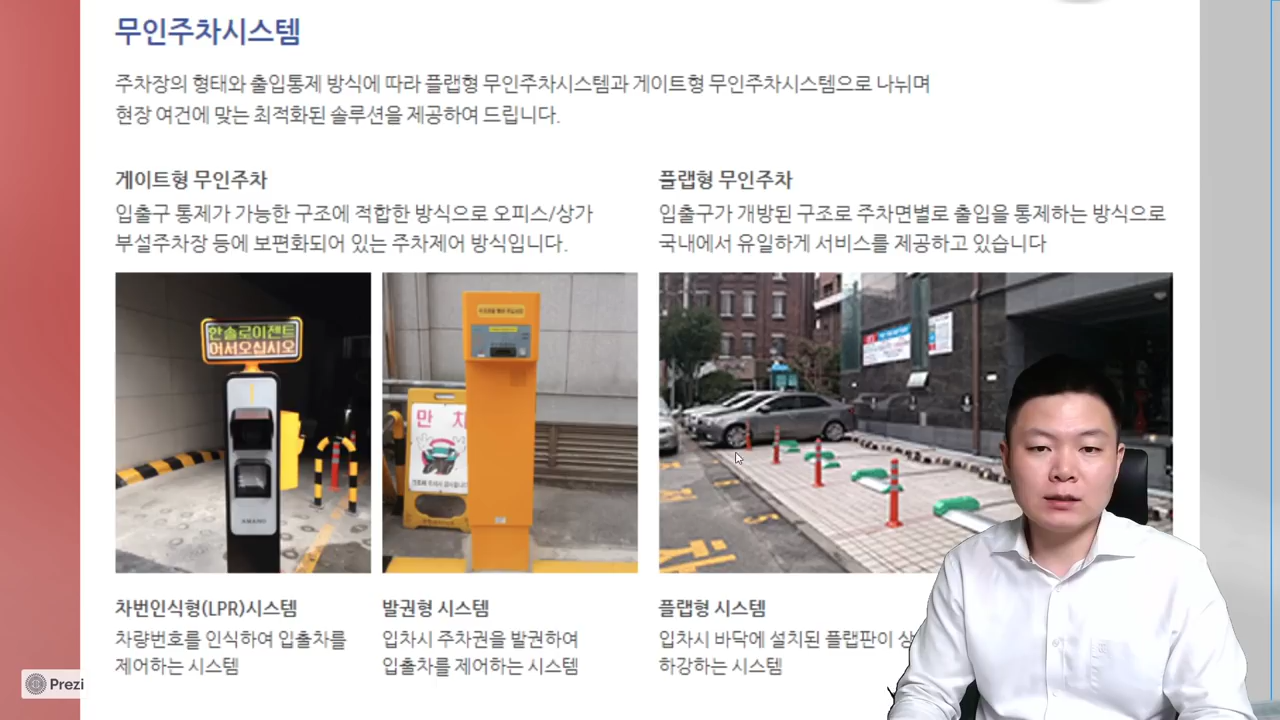 무인주차시스템
주차장의 형태와 출입통제 방식에 따라 플랩형 무인주차시스템과 게이트형 무인주차시스템으로 나뉘며
현장 여건에 맞는 최적화된 솔루션을 제공하여 드립니다.
게이트형 무인주차
입출구 통제가 가능한 구조에 적합한 방식으로 오피스/상가
부설주차장 등에 보편화되어 있는 주차제어 방식입니다.
플랩형 무인주차
입출구가 개방된 구조로 주차면별로 출입을 통제하는 방식으로
국내에서 유일하게 서비스를 제공하고 있습니다
한솔로이젠트
어서오십시오
AMANO
만 차
차번인식형(LPR)시스템
차량번호를 인식하여 입출차를
제어하는 시스템
발권형 시스템
입차시 주차권을 발권하여
입출차를 제어하는 시스템
플랩형 시스템
입차시 바닥에 설치된 플랩판이 상
하강하는 시스템
Prezi